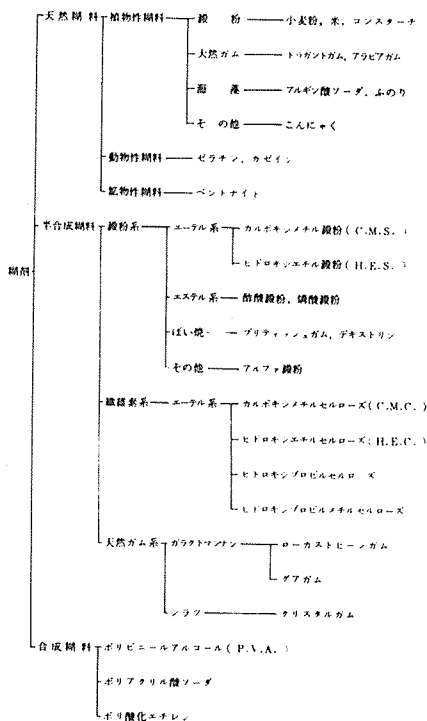 天然糊料 植物性糊料 澱粉 小麦粉, 米, コンスターチ
天然ガム トラガントガム, アラビアガム
海藻 アルギン酸ソーダ, ふのり
その他 こんにゃく
動物性糊料 ゼラチン, カゼイン
鉱物性糊料 ベントナイト
半合成糊料 澱粉系 エーテル系 カルボキシメチル澱粉(C.M.S.)
ヒドロキシエチル澱粉(H.E.S.)
糊剤
エステル系 酢酸澱粉, 燐酸澱粉
ばい焼 ブリティッシュガム, デキストリン
その他 アルファ澱粉
繊維素系 エーテル系 カルボキシメチルセルローズ(C.M.C.)
ヒドロキシエチルセルローズ(H.E.C.)
ヒドロキシプロピルセルローズ
ヒドロキシプロピルメチルセルローズ
天然ガム系 ガラクトマンナン ローカストビーンガム
グアガム
シラツ クリスタルガム
合成糊料 ポリビニールアルコール(P.V.A.)
ポリアクリル酸ソーダ
ポリ酸化エチレン